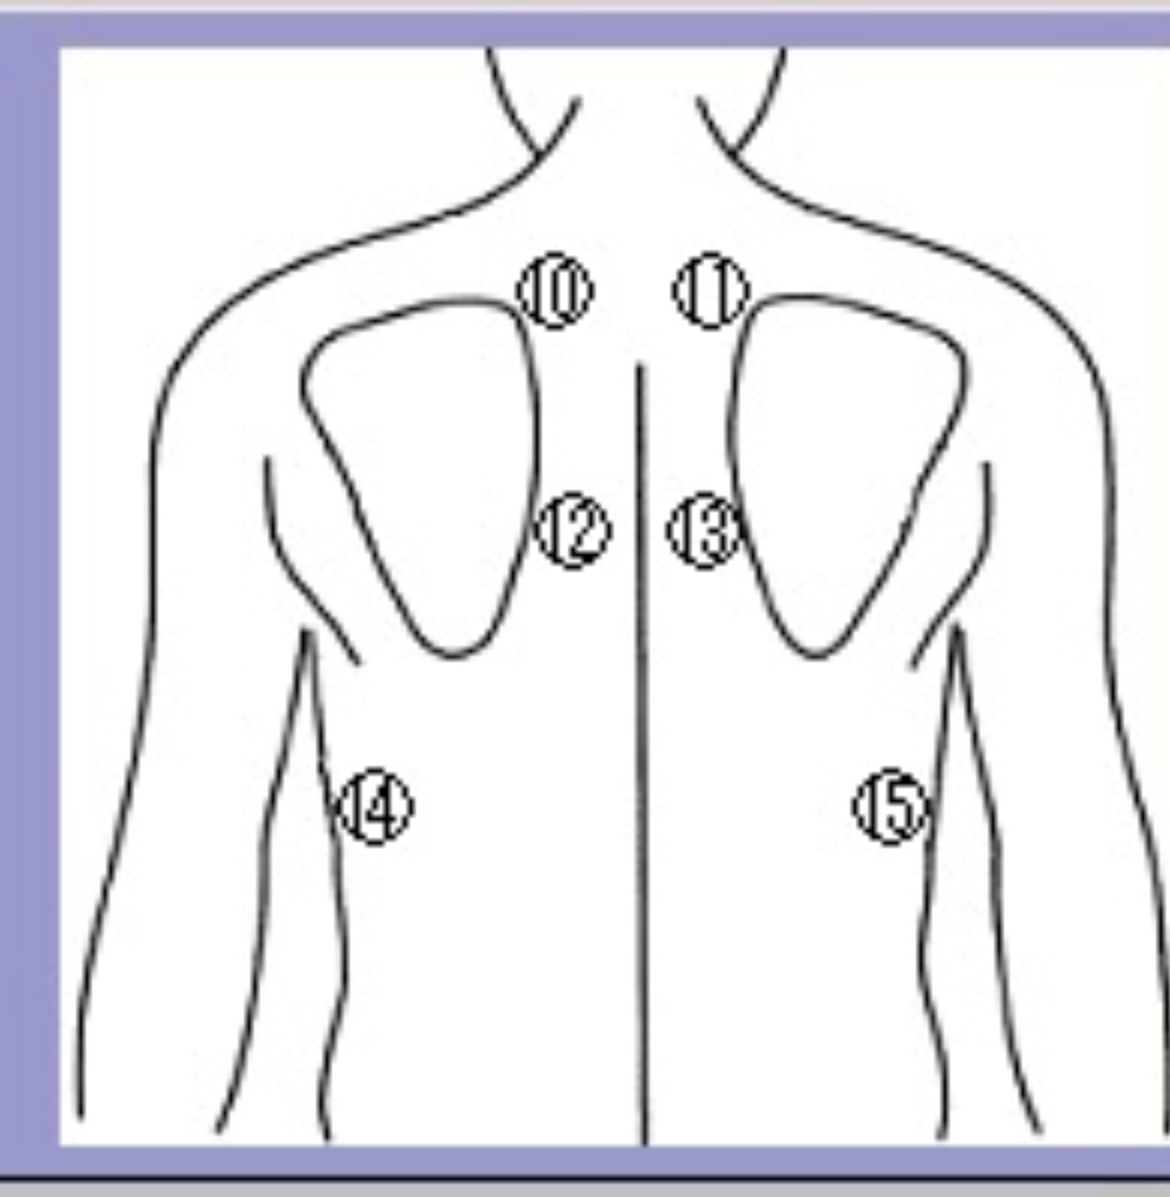 ⑩ ⑪
⑫ ⑬
⑭ ⑮